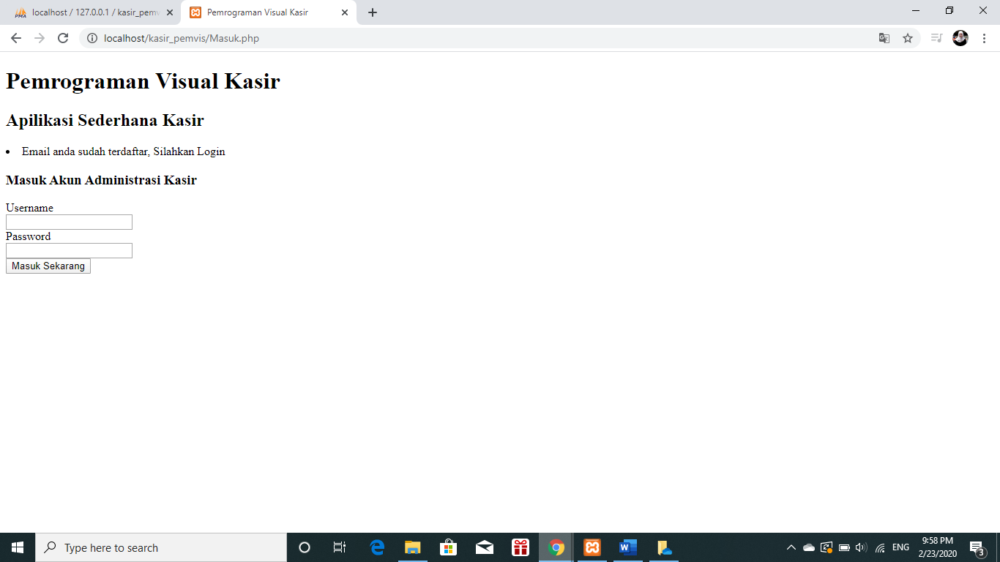 localhost / 127.0.0.1 / kasir_pemv
Pemrograman Visual Kasir
localhost/kasir_pemvis/Masuk.php
Pemrograman Visual Kasir
Apilikasi Sederhana Kasir
• Email anda sudah terdaftar, Silahkan Login
Masuk Akun Administrasi Kasir
Username
Password
Masuk Sekarang
Type here to search
ENG
9:58 PM
2/23/2020
3